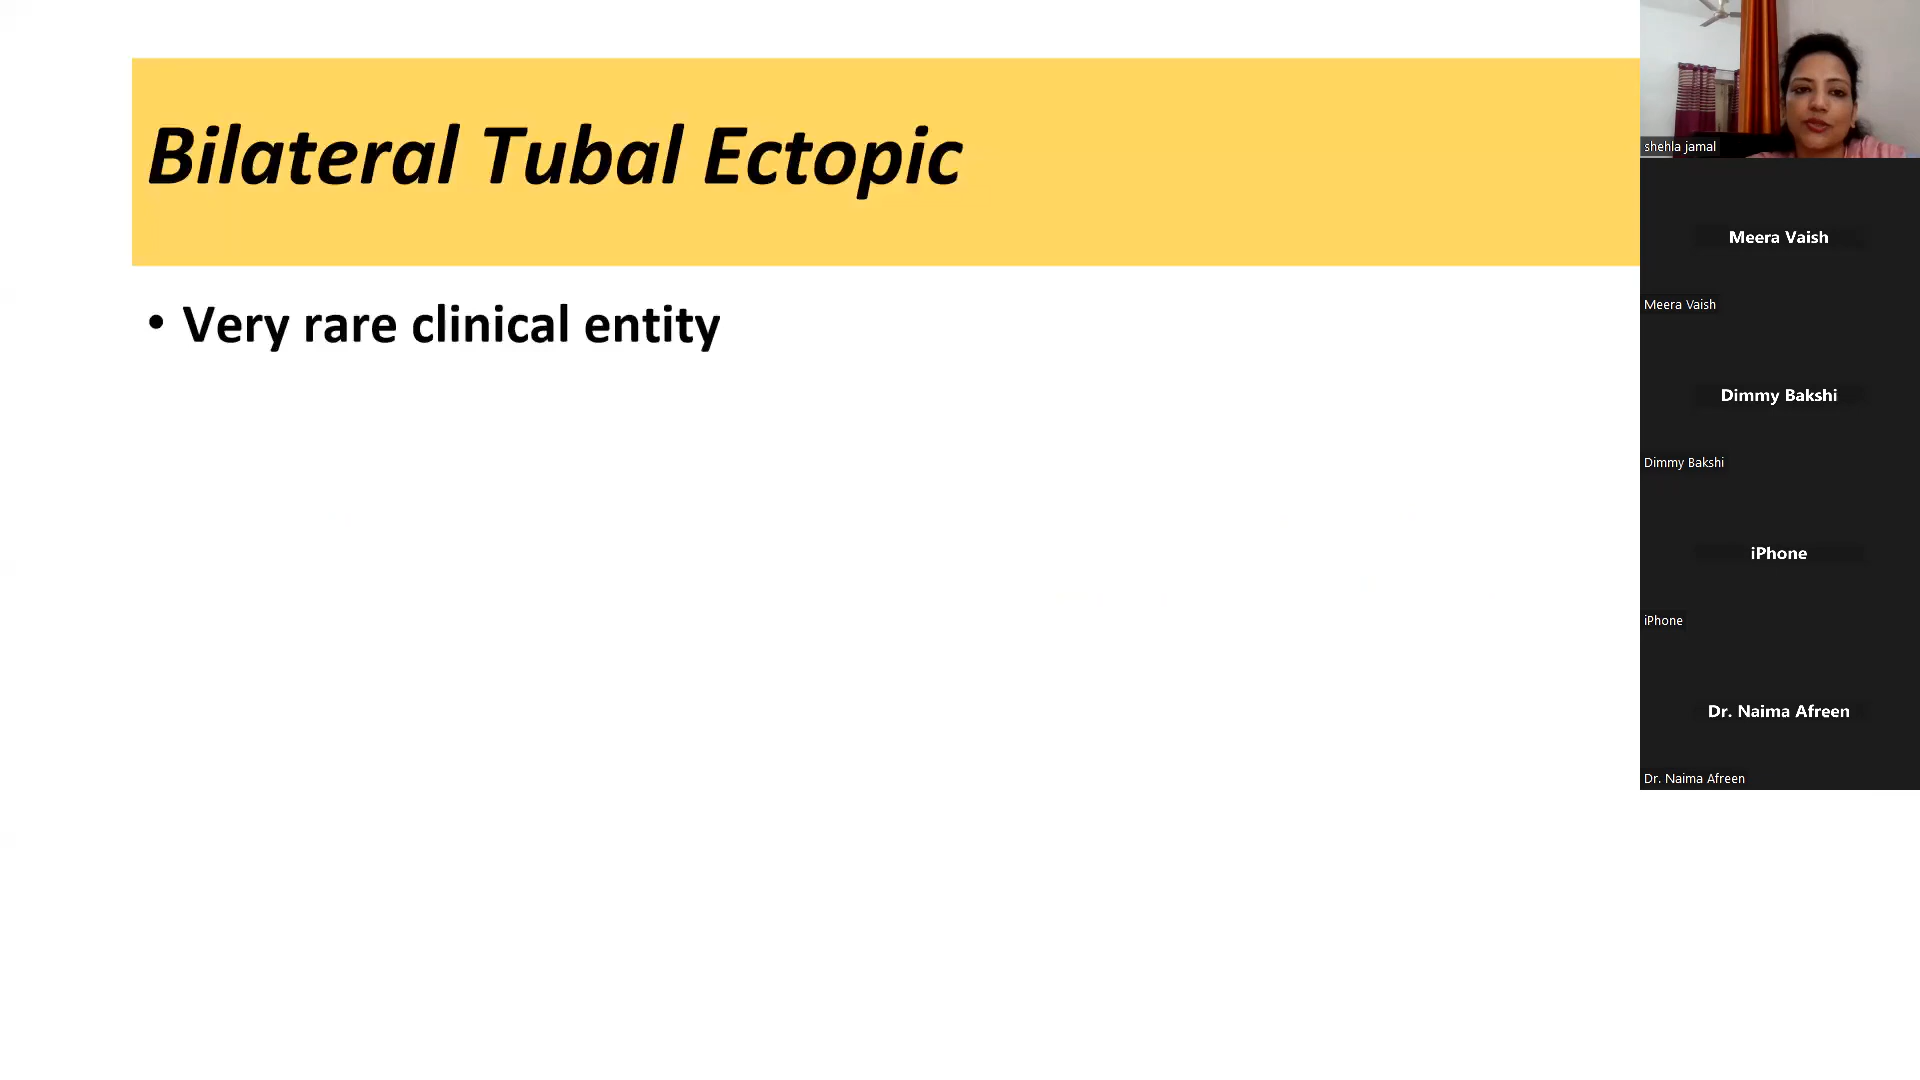 Bilateral Tubal Ectopic
• Very rare clinical entity
shehla jamal
Meera Vaish
Meera Vaish
Dimmy Bakshi
Dimmy Bakshi
iPhone
iPhone
Dr. Naima Afreen
Dr. Naima Afreen